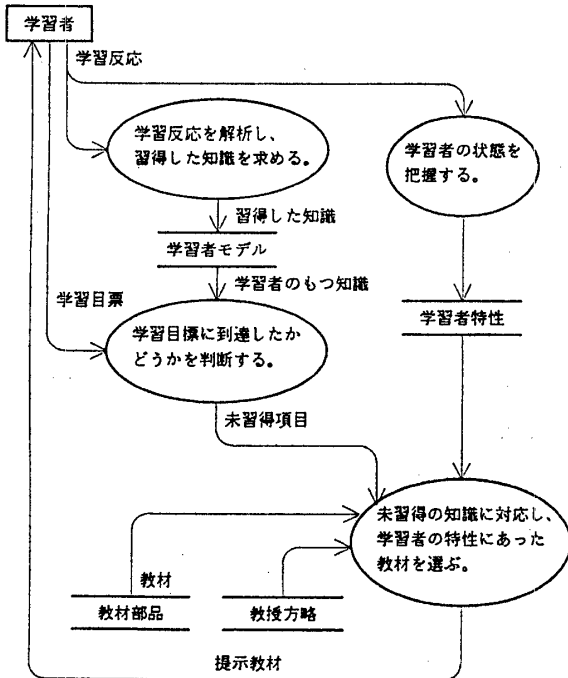 学習者
学習反応
学習反応を解析し、
習得した知識を求める。
学習者の状態を
把握する。
習得した知識
学習者モデル
学習者のもつ知識
学習目票
学習者特性
学習目標に到達したか
どうかを判断する。
未習得項目
未習得の知識に対応し、
学習者の特性にあった
教材を選ぶ。
教材
教材部品
教授方略
提示教材